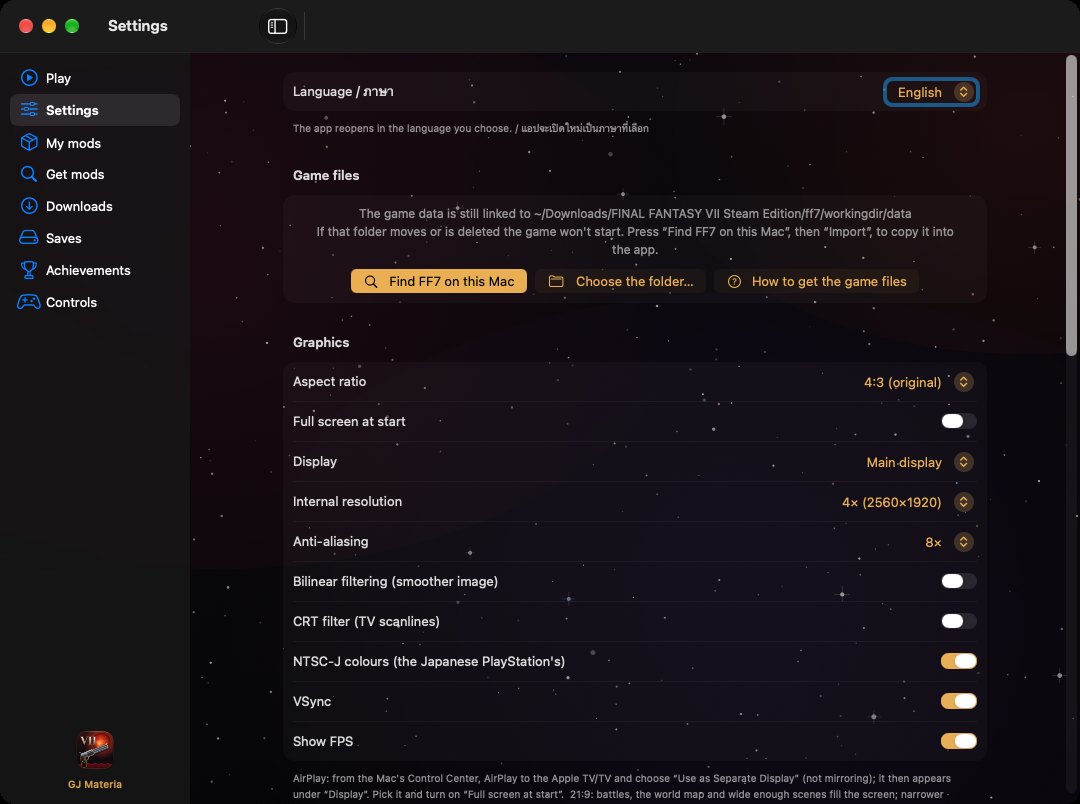 Settings
Play
Settings
My mods
Get mods
Downloads
Saves
Achievements
Controls
VII
GJ Materia
Language / ภาษา
English
The app reopens in the language you choose. / แอปจะเปิดใหม่เป็นภาษาที่เลือก
Game files
The game data is still linked to ~/Downloads/FINAL FANTASY VII Steam Edition/ff7/workingdir/data
If that folder moves or is deleted the game won't start. Press “Find FF7 on this Mac”, then “Import”, to copy it into
the app.
Find FF7 on this Mac
Choose the folder…
How to get the game files
Graphics
Aspect ratio
4:3 (original)
Full screen at start
Display
Main display
Internal resolution
4× (2560×1920)
Anti-aliasing
8×
Bilinear filtering (smoother image)
CRT filter (TV scanlines)
NTSC-J colours (the Japanese PlayStation's)
VSync
Show FPS
AirPlay: from the Mac's Control Center, AirPlay to the Apple TV/TV and choose “Use as Separate Display” (not mirroring); it then appears
under “Display”. Pick it and turn on “Full screen at start”. 21:9: battles, the world map and wide enough scenes fill the screen; narrower